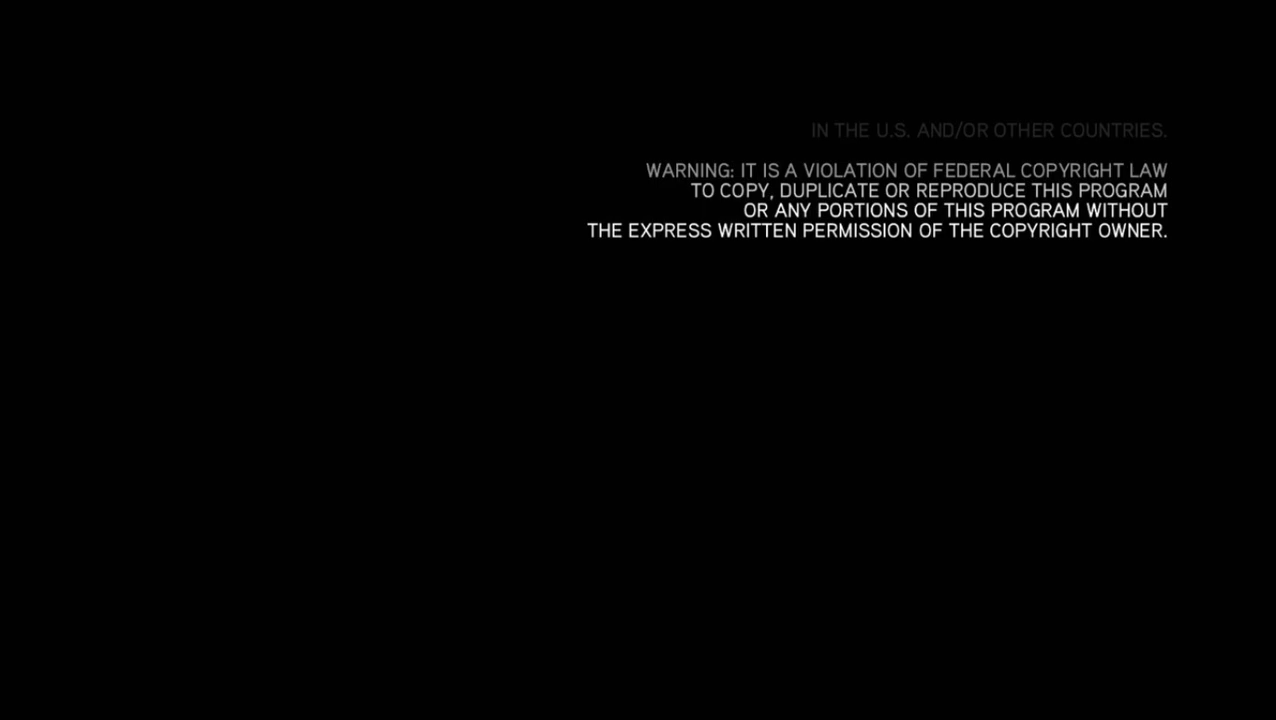 IN THE U.S. AND/OR OTHER COUNTRIES.
WARNING: IT IS A VIOLATION OF FEDERAL COPYRIGHT LAW
TO COPY, DUPLICATE OR REPRODUCE THIS PROGRAM
OR ANY PORTIONS OF THIS PROGRAM WITHOUT
THE EXPRESS WRITTEN PERMISSION OF THE COPYRIGHT OWNER.